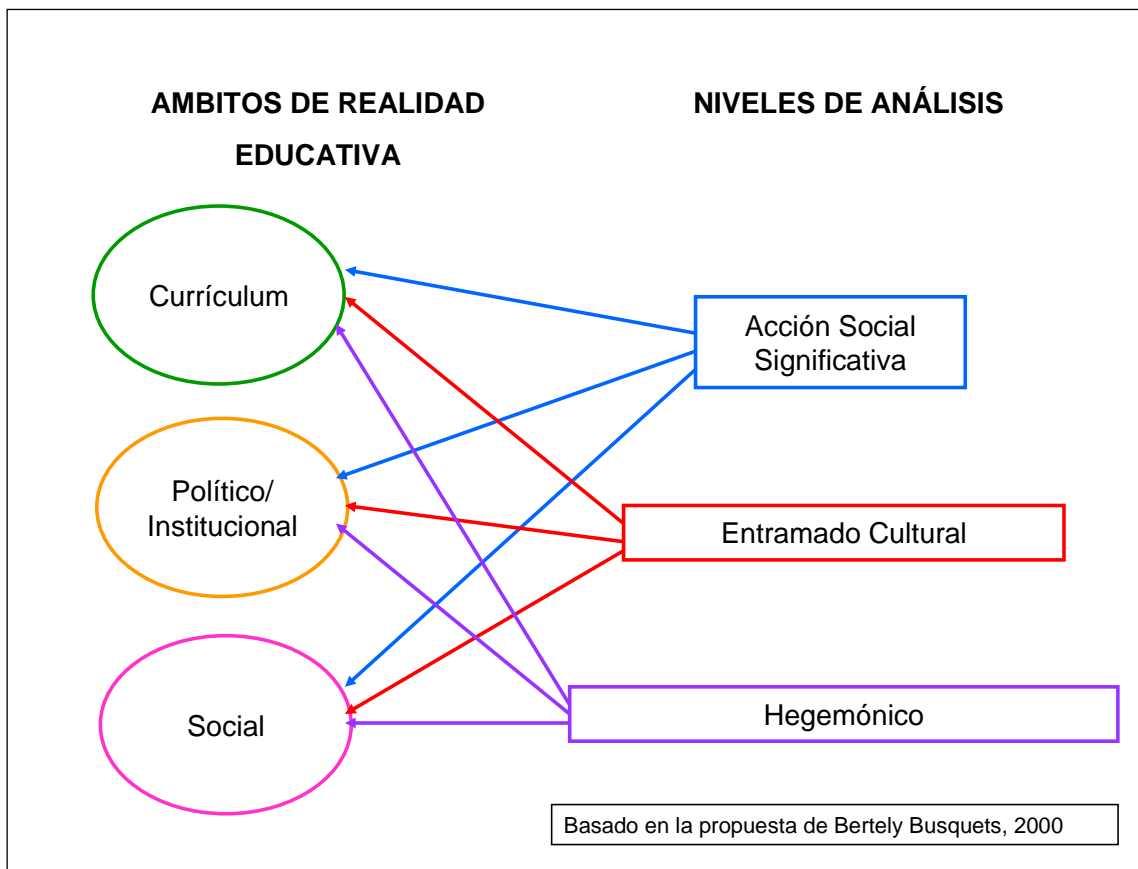 AMBITOS DE REALIDAD
EDUCATIVA
NIVELES DE ANÁLISIS
Currículum
Acción Social
Significativa
Político/
Institucional
Entramado Cultural
Social
Hegemónico
Basado en la propuesta de Bertely Busquets, 2000